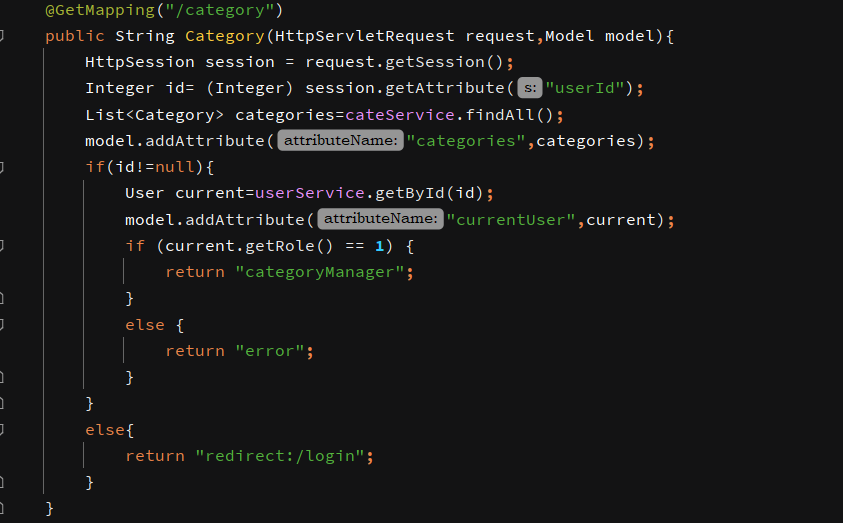 @GetMapping("/category")
public String Category(HttpServletRequest request,Model model){
HttpSession session = request.getSession();
Integer id= (Integer) session.getAttribute( s: "userId");
List<Category> categories=cateService.findAll();
model.addAttribute( attributeName: "categories",categories);
if(id!=null){
User current=userService.getById(id);
model.addAttribute( attributeName: "currentUser",current);
if (current.getRole() == 1) {
return "categoryManager";
}
else {
return "error";
}
}
else{
return "redirect:/login";
}
}